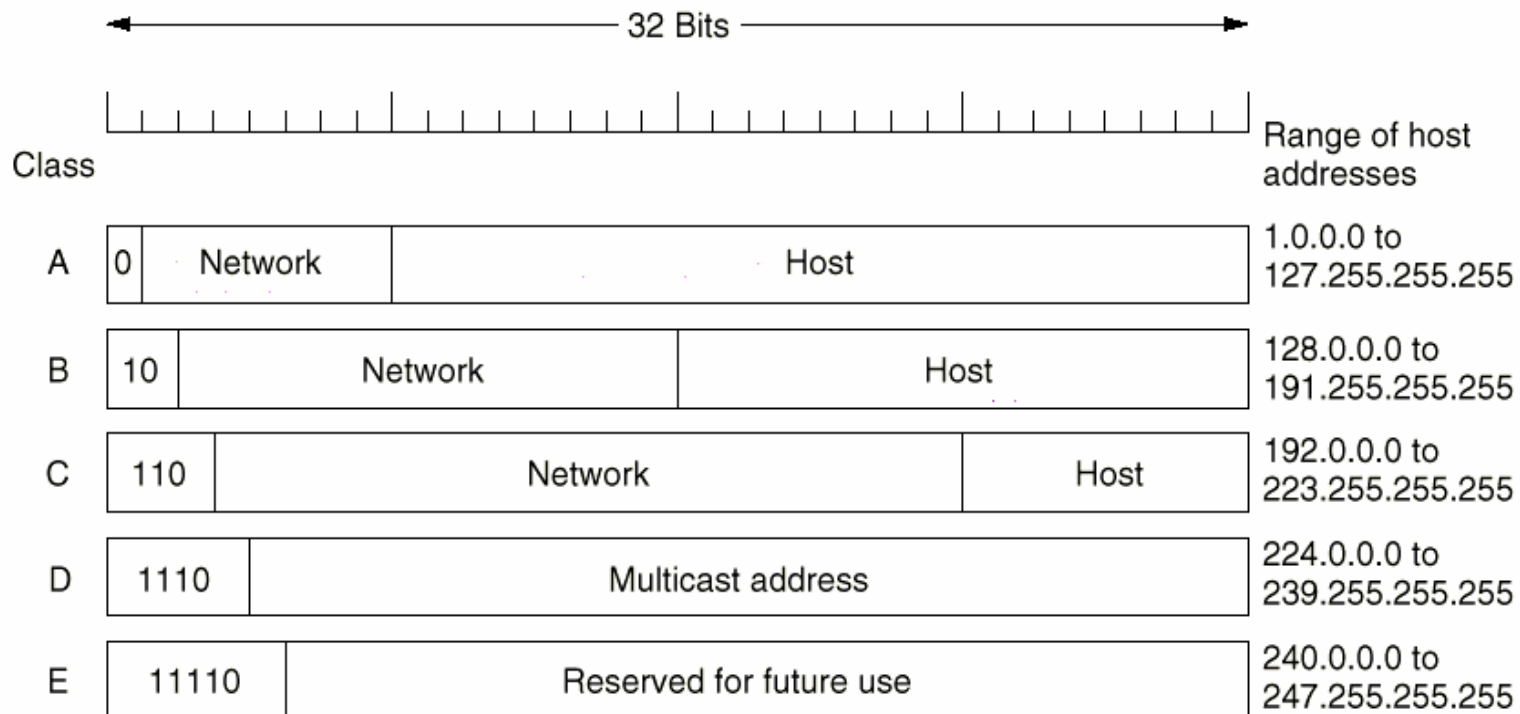 32 Bits
Class
Range of host
addresses
A
0
Network
Host
1.0.0.0 to
127.255.255.255
B
10
Network
Host
128.0.0.0 to
191.255.255.255
C
110
Network
Host
192.0.0.0 to
223.255.255.255
D
1110
Multicast address
224.0.0.0 to
239.255.255.255
E
11110
Reserved for future use
240.0.0.0 to
247.255.255.255